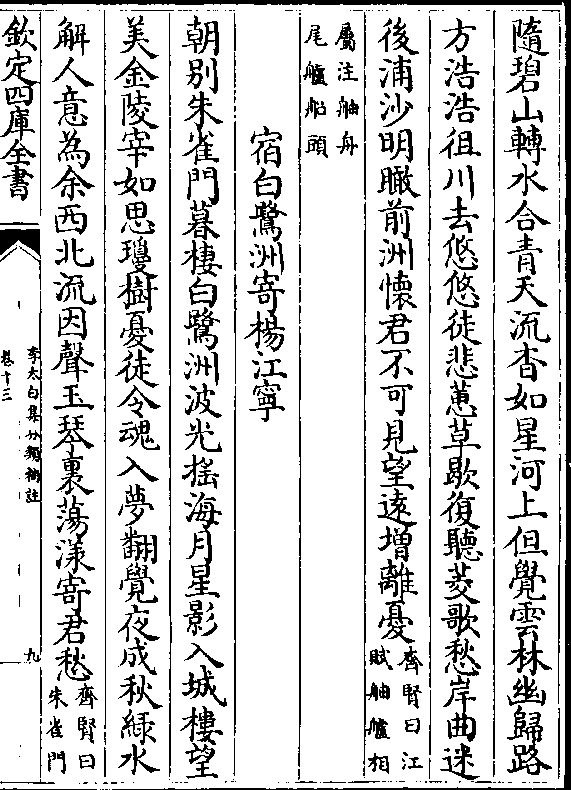 隨碧山轉水合青天流杳如星河上但覺雲林幽歸路
方浩浩徂川去悠悠徒悲蕙草歇復聽菱歌愁岸曲迷
後浦沙明瞰前洲懷君不可見望遠增離憂齊賢曰江賦舳艫相
屬注舳舟尾艫船頭
宿白鷺洲寄楊江寧
朝别朱雀門暮棲白鷺洲波光揺海月星影入城樓望
美金陵宰如思瓊樹憂徒令魂入夢翻覺夜成秋緑水
解人意為余西北流因聲玉琴裏蕩漾寄君愁齊賢曰朱雀門
欽定四庫全書
李太白集分類補註
卷十三
九